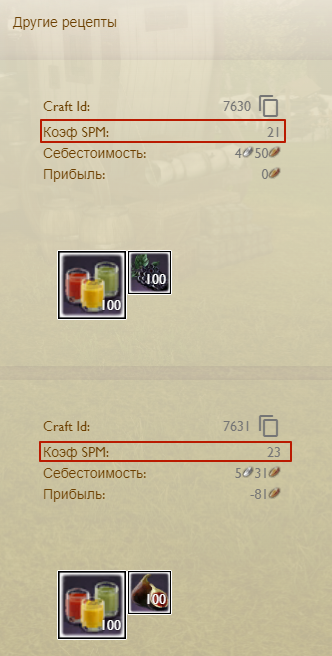 Другие рецепты
Craft Id: 7630
Коэф SPM: 21
Себестоимость: 4 50
Прибыль: 0
100 100
Craft Id: 7631
Коэф SPM: 23
Себестоимость: 5 31
Прибыль: -81
100 100